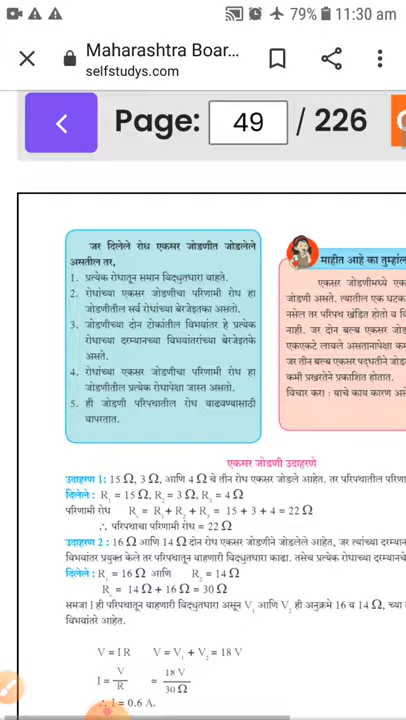 79% 11:30 am
Maharashtra Boar...
selfstudys.com
Page: 49 / 226
जर दिलेले रोध एकसर जोडणीत जोडलेले
असतील तर,
1. प्रत्येक रोधातून समान विद्युतधारा वाहते.
2. रोधांच्या एकसर जोडणीचा परिणामी रोध हा
जोडणीतील सर्व रोधांच्या बेरजेइतका असतो.
3. जोडणीच्या दोन टोकांतील विभवांतर हे प्रत्येक
रोधाच्या दरम्यानच्या विभवांतरांच्या बेरजेइतके
असते.
4. रोधांच्या एकसर जोडणीचा परिणामी रोध हा
जोडणीतील प्रत्येक रोधापेक्षा जास्त असतो.
5. ही जोडणी परिपथातील रोध वाढवण्यासाठी
वापरतात.
माहीत आहे का तुम्हां
एकसर जोडणीमध्ये एक
जोडणी असते. त्यातील एक घटक
नसेल तर परिपथ खंडित होतो व वि
नाही. जर दोन बल्ब एकसर जोड
एकएकटे लावले असतानापेक्षा कम
जर तीन बल्ब एकसर पद्धतीने जोड
कमी प्रखरतेने प्रकाशित होतात.
विचार करा : याचे काय कारण असे
एकसर जोडणी उदाहरणे
उदाहरण 1: 15 Ω, 3 Ω, आणि 4 Ω चे तीन रोध एकसर जोडले आहेत. तर परिपथातील परिणा
दिलेले : R₁ = 15 Ω, R₂ = 3 Ω, R₃ = 4 Ω
परिणामी रोध Rₛ = R₁ + R₂ + R₃ = 15 + 3 + 4 = 22 Ω
∴ परिपथाचा परिणामी रोध = 22 Ω
उदाहरण 2 : 16 Ω आणि 14 Ω दोन रोध एकसर जोडणीने जोडलेले आहेत, जर त्यांच्या दरम्यान
विभवांतर प्रयुक्त केले तर परिपथातून वाहणारी विद्युतधारा काढा. तसेच प्रत्येक रोधाच्या दरम्यानचे
दिलेले : R₁ = 16 Ω आणि R₂ = 14 Ω
Rₛ = 14 Ω + 16 Ω = 30 Ω
समजा I ही परिपथातून वाहणारी विद्युतधारा असून V₁ आणि V₂ ही अनुक्रमे 16 व 14 Ω, च्या
विभवांतरे आहेत.
V = I R V = V₁ + V₂ = 18 V
I = V/R = 18 V/30 Ω
∴ I = 0.6 A.